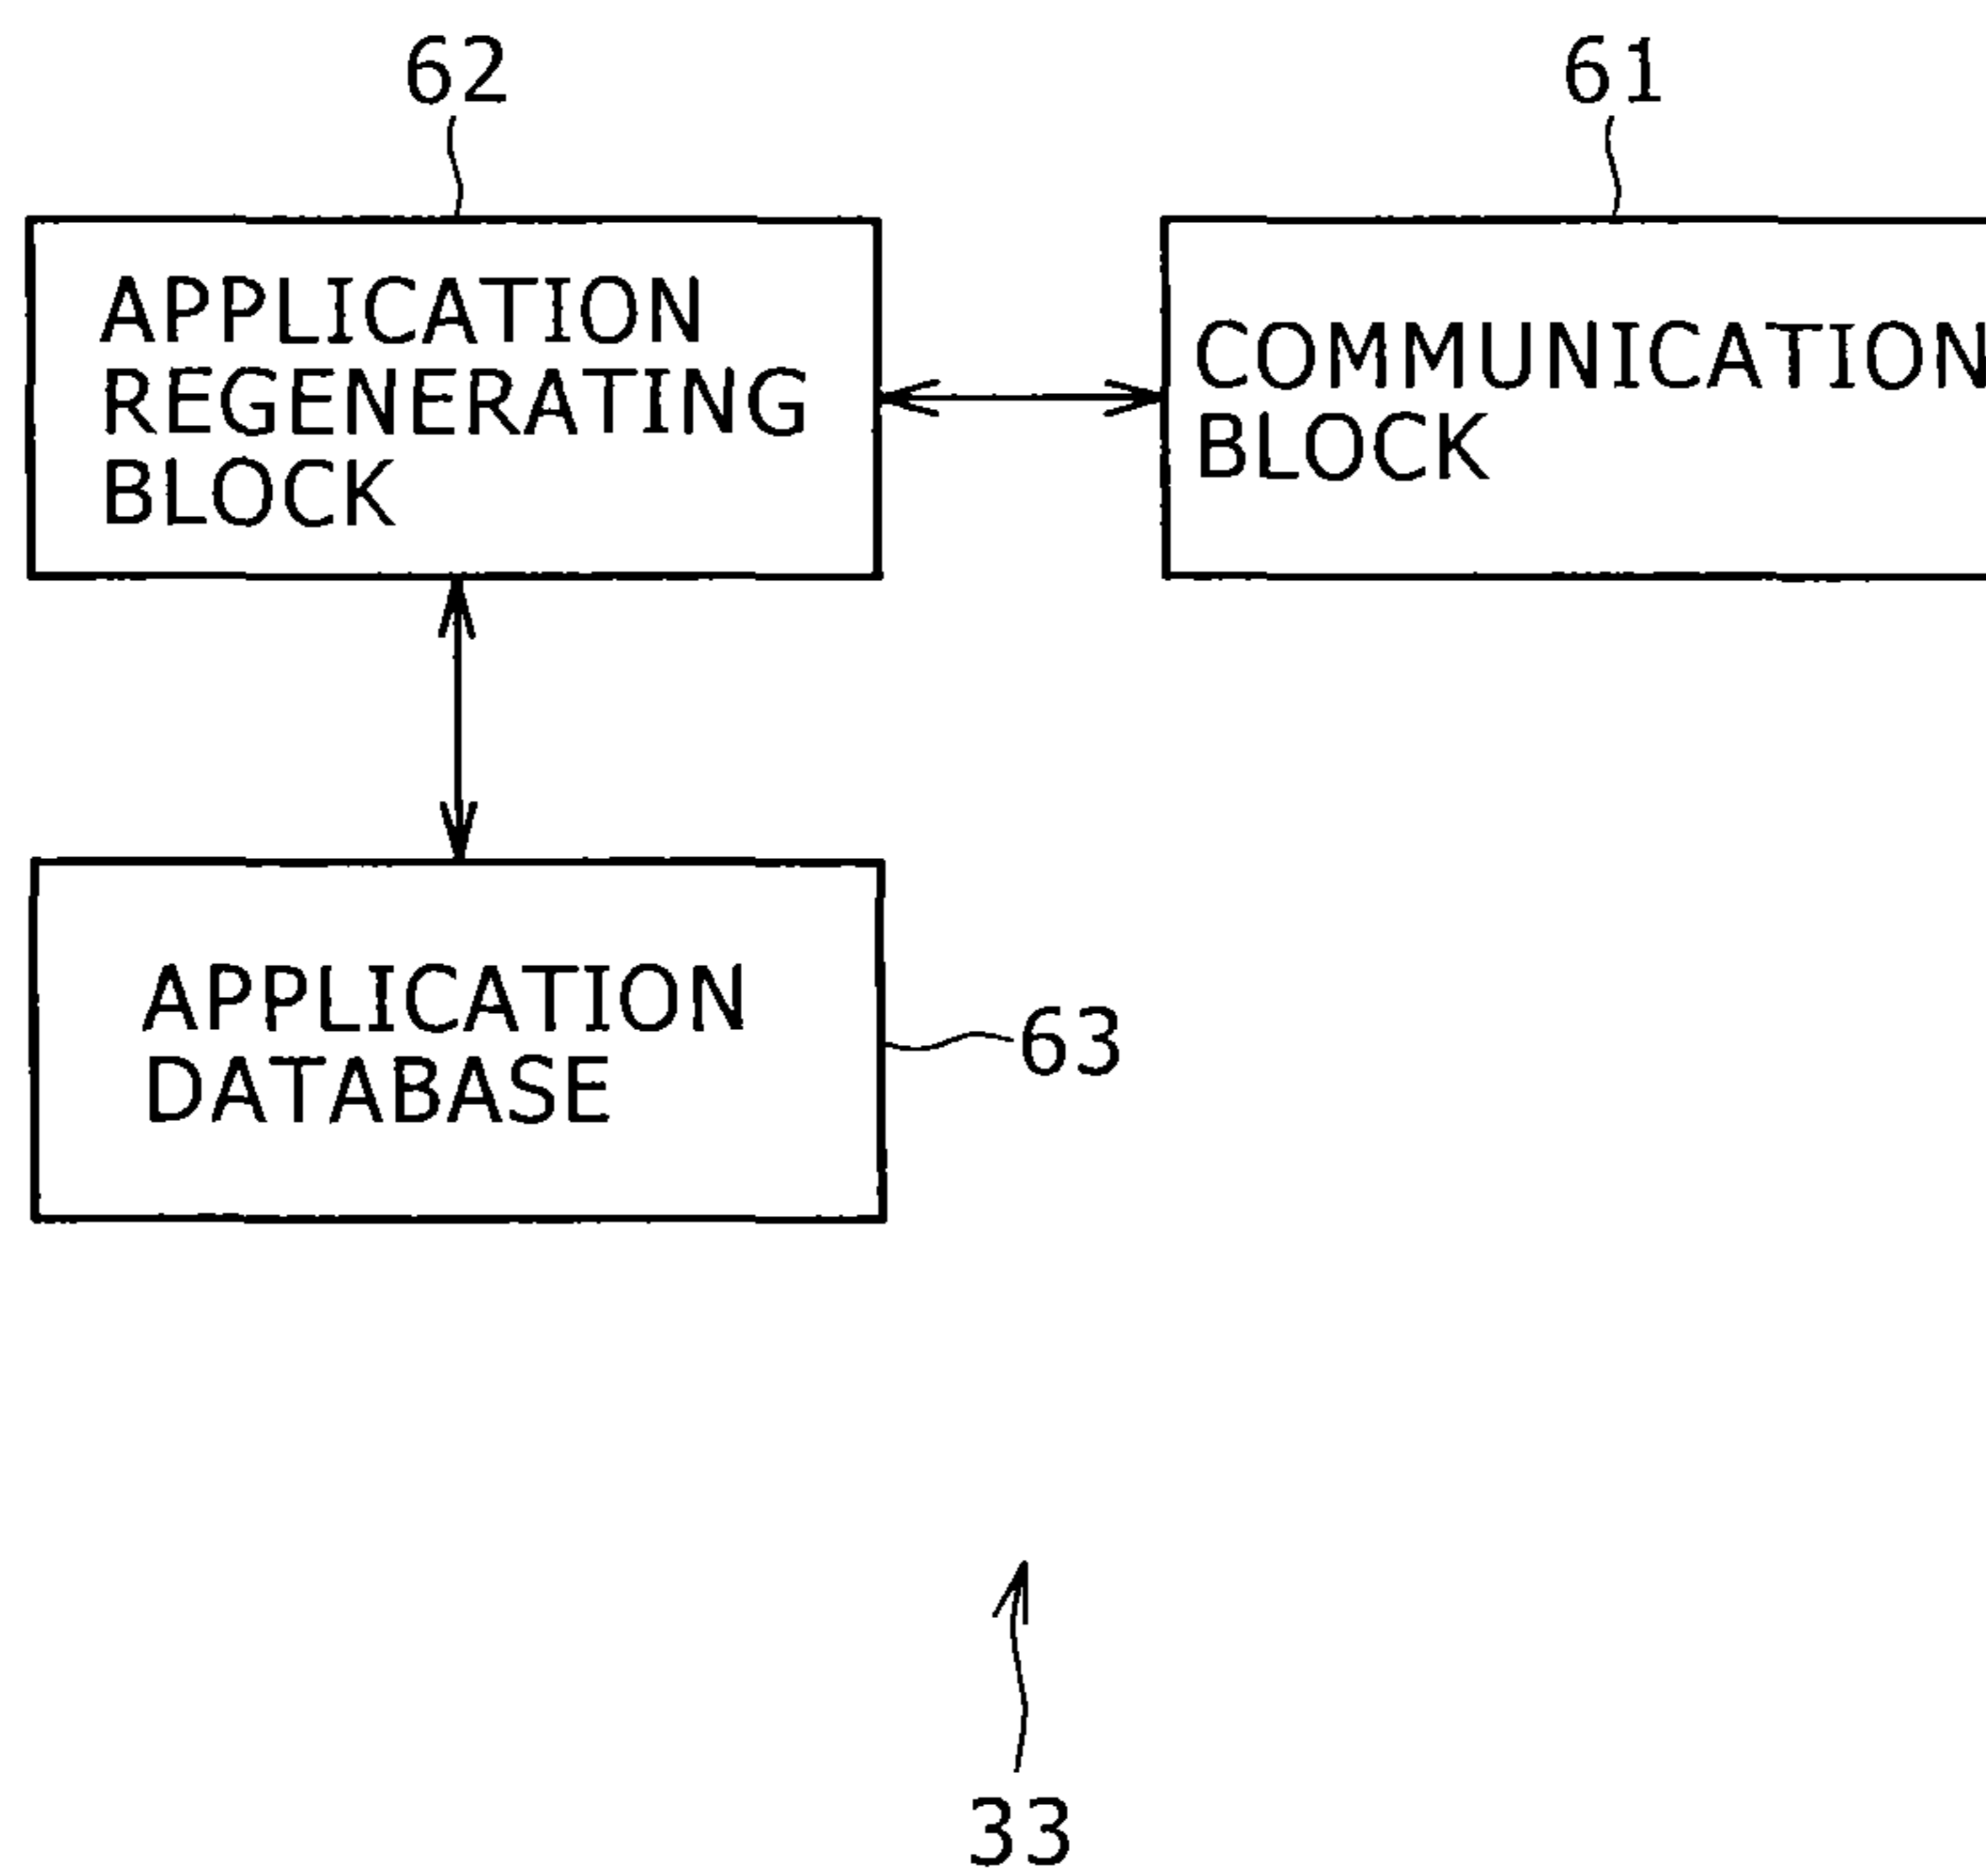 62
61
APPLICATION
REGENERATING
BLOCK
COMMUNICATION
BLOCK
APPLICATION
DATABASE
63
33